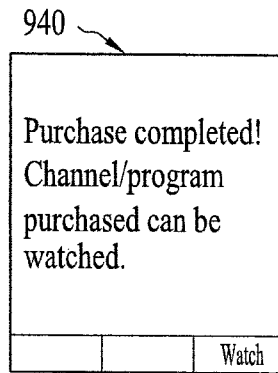 940
Purchase completed!
Channel/program
purchased can be
watched.
Watch